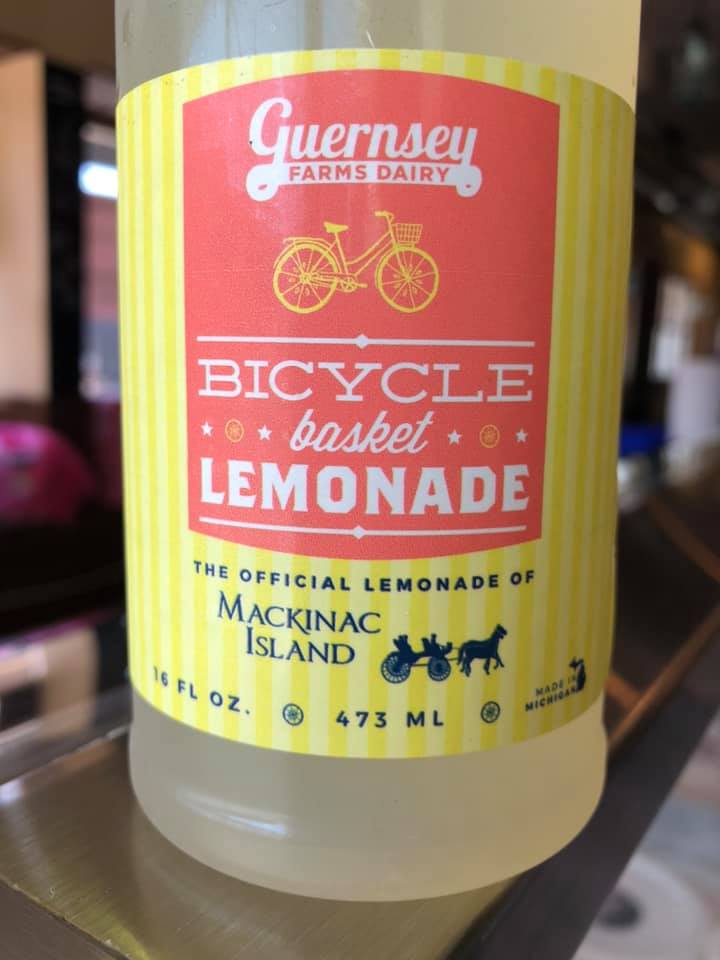 Guernsey
FARMS DAIRY
BICYCLE
basket
LEMONADE
THE OFFICIAL LEMONADE OF
MACKINAC
ISLAND
16 FL OZ.
473 ML
MADE IN
MICHIGAN